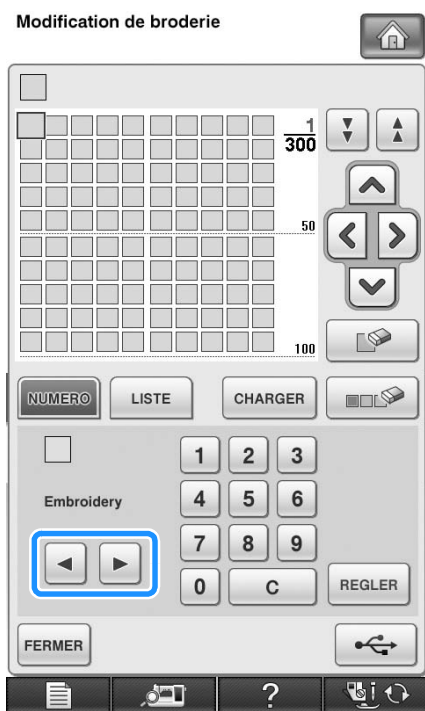 Modification de broderie
1
300
50
100
NUMERO LISTE CHARGER
1 2 3
Embroidery 4 5 6
7 8 9
0 C REGLER
FERMER
?